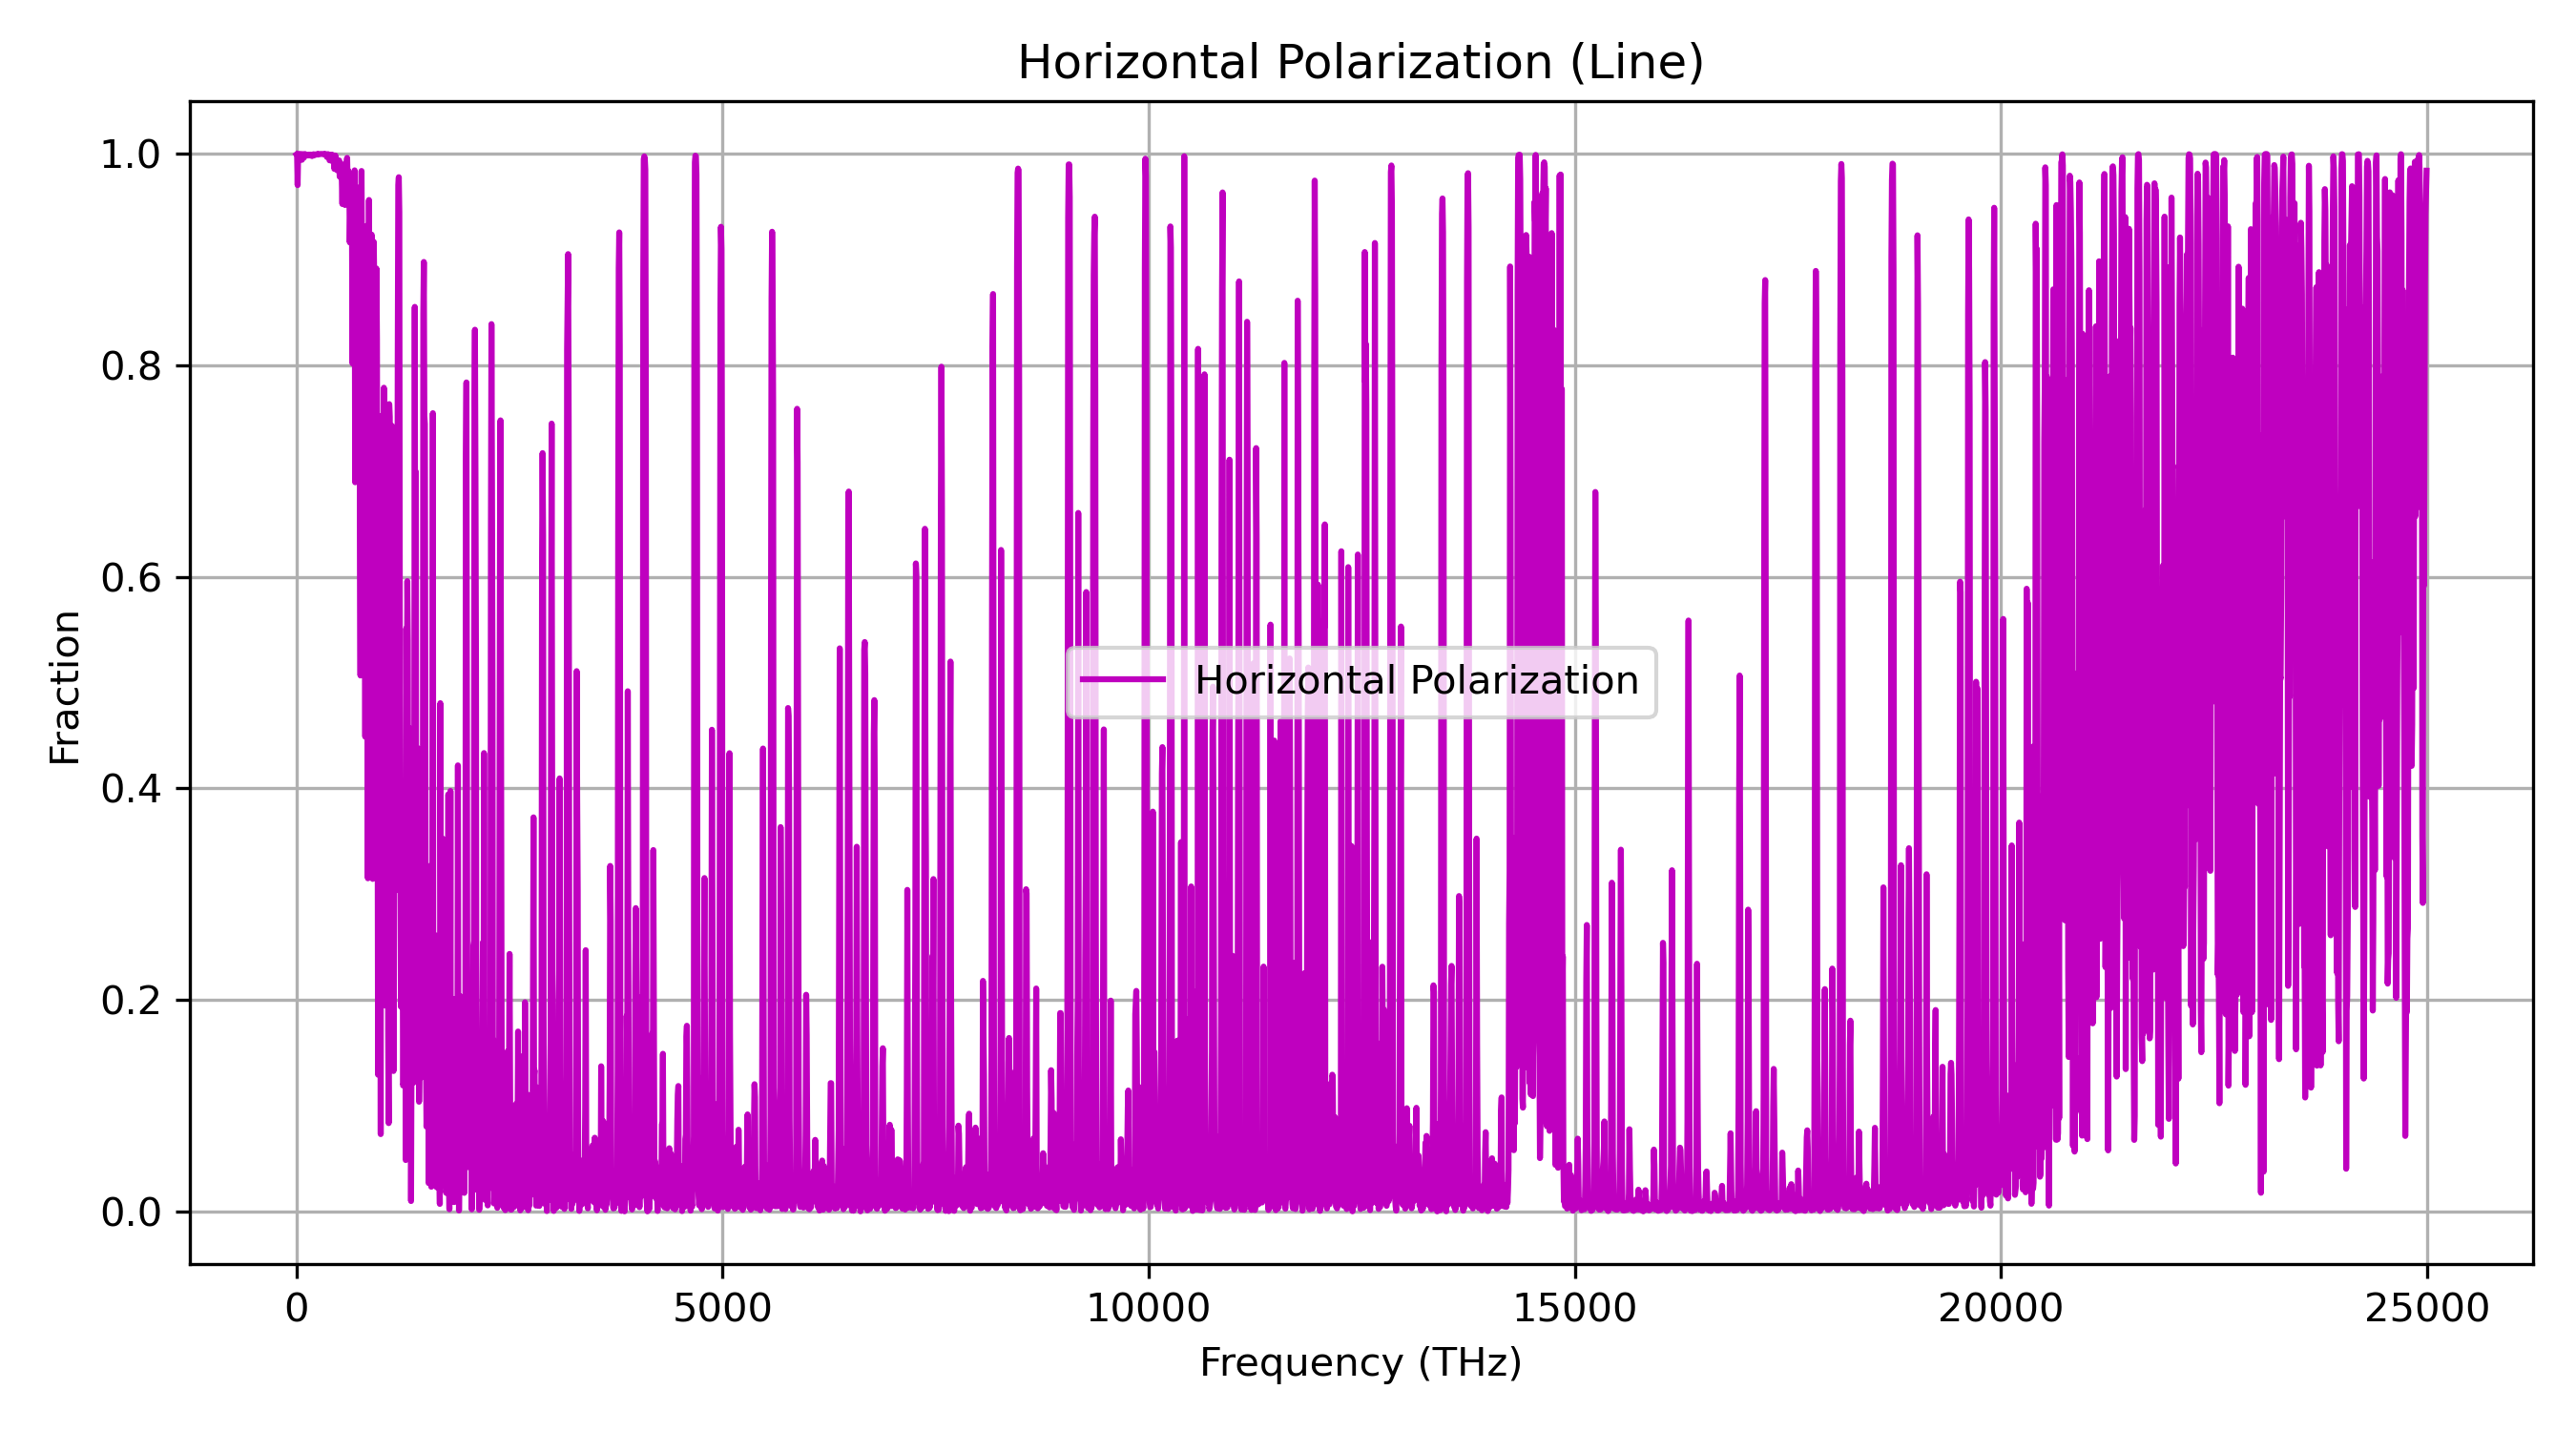 Horizontal Polarization (Line)
1.0
0.8
0.6
0.4
0.2
0.0
Fraction
Horizontal Polarization
0 5000 10000 15000 20000 25000
Frequency (THz)